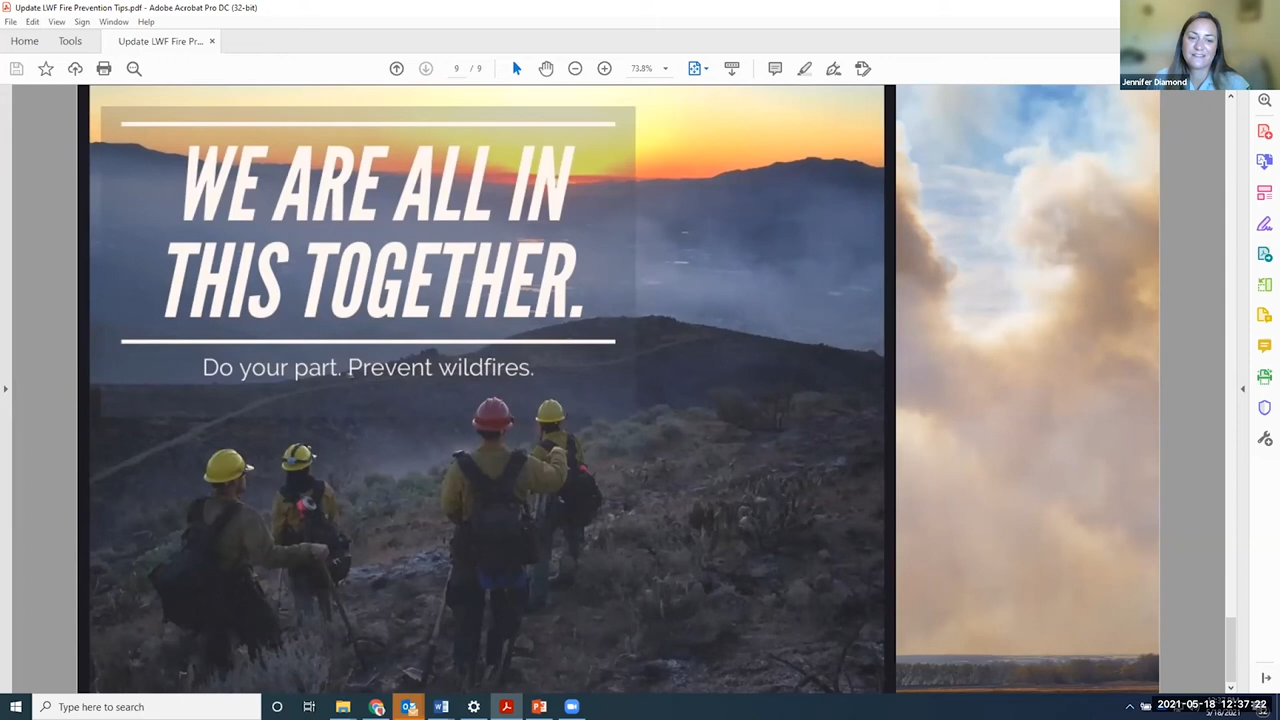 Update LWF Fire Prevention Tips.pdf - Adobe Acrobat Pro DC (32-bit)
File Edit View Sign Window Help
Home Tools Update LWF Fire Pr... ×
9 / 9 73.8%
Jennifer Diamond
WE ARE ALL IN
THIS TOGETHER.
Do your part. Prevent wildfires.
Type here to search
2021-05-18 12:37:22